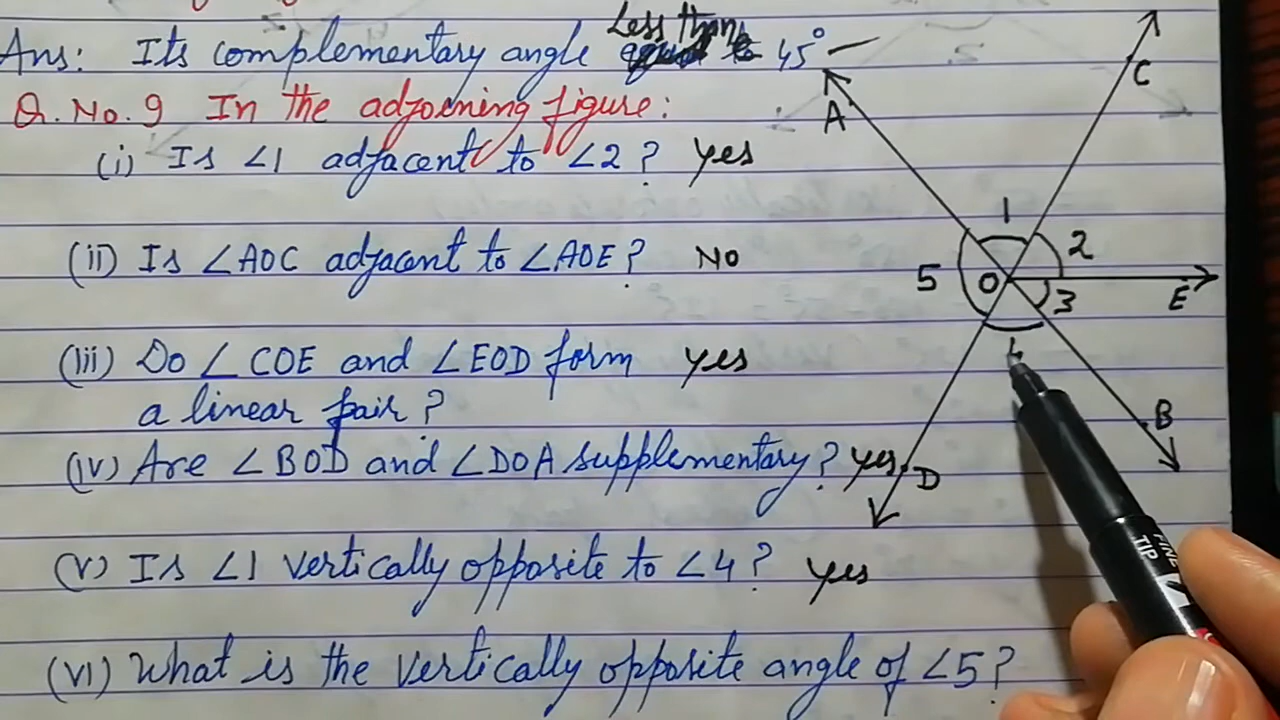 Less than
Ans: Its complementary angle 45° –
Q. No. 9 In the adjoining figure:
(i) Is ∠1 adjacent to ∠2? Yes
(ii) Is ∠AOC adjacent to ∠AOE? No
(iii) Do ∠COE and ∠EOD form yes
a linear pair?
(iv) Are ∠BOD and ∠DOA supplementary? yes
(v) Is ∠1 vertically opposite to ∠4? yes
(vi) What is the vertically opposite angle of ∠5?
C
A
1
2
5
O
3
E
4
B
D
TIP